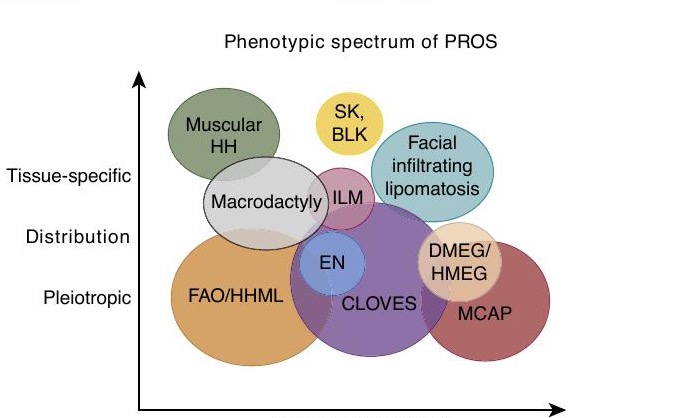 Phenotypic spectrum of PROS
Muscular
HH
SK,
BLK
Facial
infiltrating
lipomatosis
Tissue-specific
Macrodactyly
ILM
Distribution
EN
DMEG/
HMEG
Pleiotropic
FAO/HHML
CLOVES
MCAP